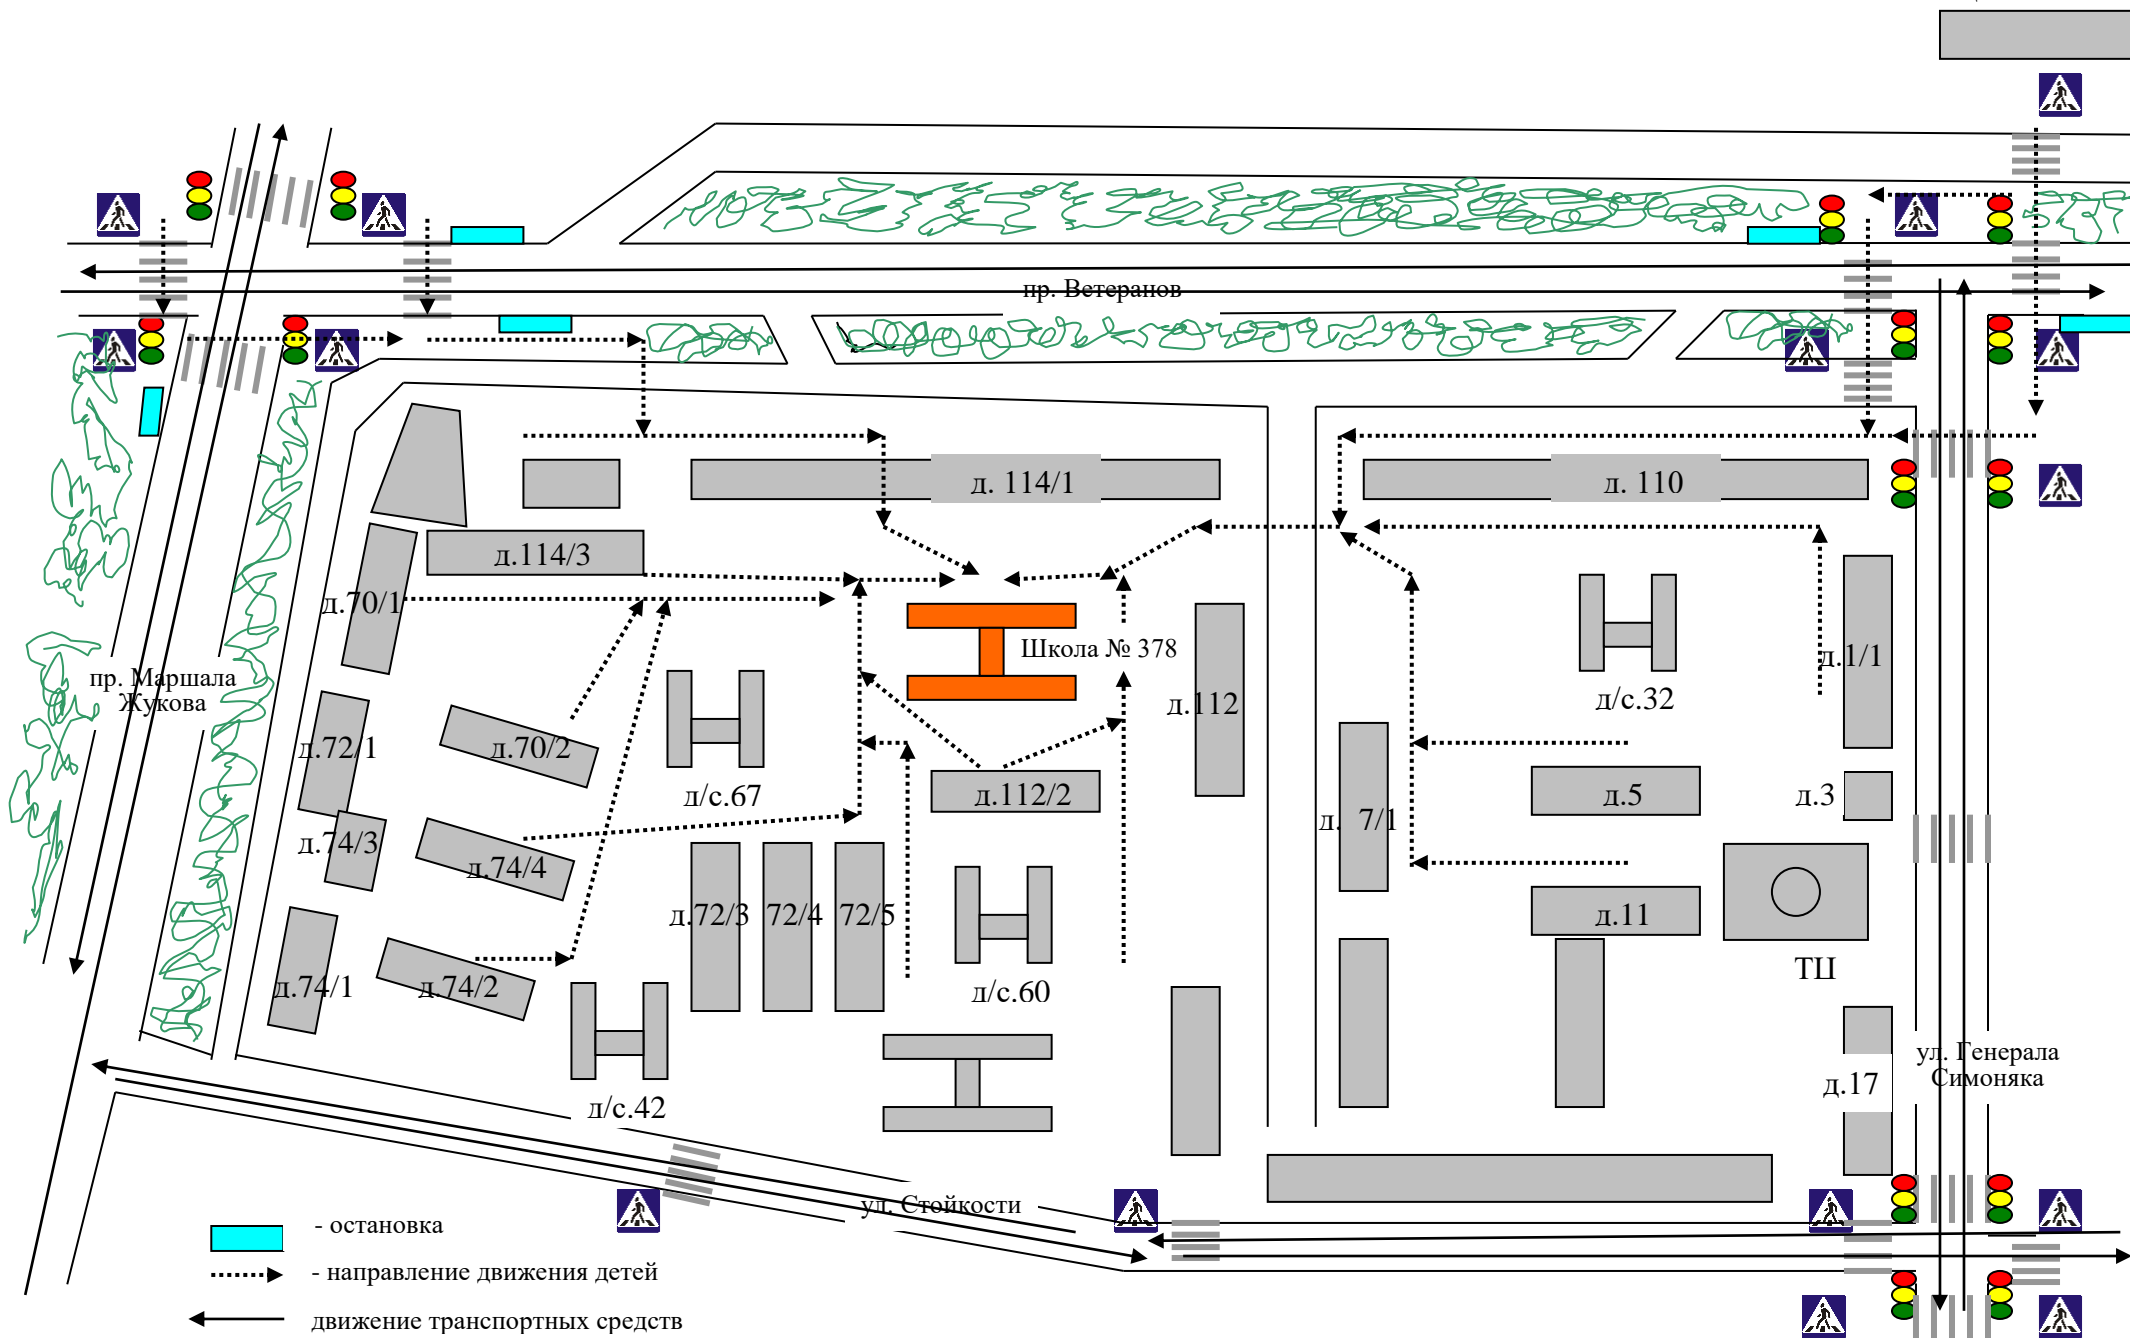 пр. Ветеранов
д. 114/1
д. 110
д.114/3
д.70/1
Школа № 378
д.1/1
пр. Маршала
Жукова
д/с.32
д.112
д.72/1
д.70/2
д/с.67
д.112/2
д.5
д.3
д. 7/1
д.74/3
д.74/4
д.72/3
72/4
72/5
д.11
ТЦ
д.74/1
д.74/2
д/с.60
ул. Генерала
Симоняка
д.17
д/с.42
ул. Стойкости
- остановка
- направление движения детей
движение транспортных средств